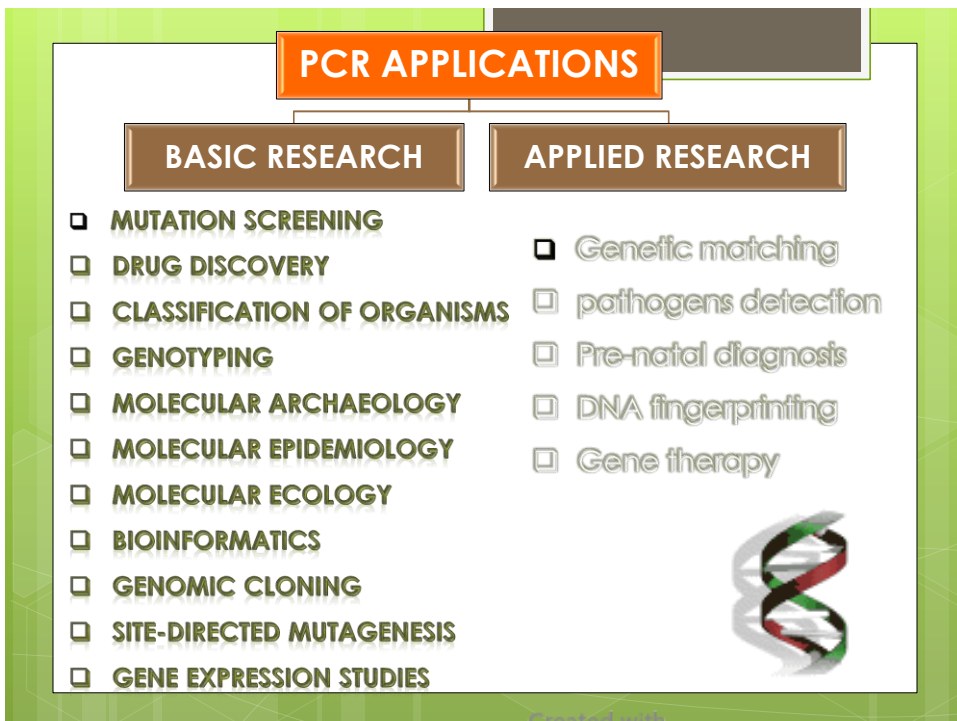 PCR APPLICATIONS
BASIC RESEARCH
APPLIED RESEARCH
MUTATION SCREENING
DRUG DISCOVERY
CLASSIFICATION OF ORGANISMS
GENOTYPING
MOLECULAR ARCHAEOLOGY
MOLECULAR EPIDEMIOLOGY
MOLECULAR ECOLOGY
BIOINFORMATICS
GENOMIC CLONING
SITE-DIRECTED MUTAGENESIS
GENE EXPRESSION STUDIES
Genetic matching
pathogens detection
Pre-natal diagnosis
DNA fingerprinting
Gene therapy
Created with